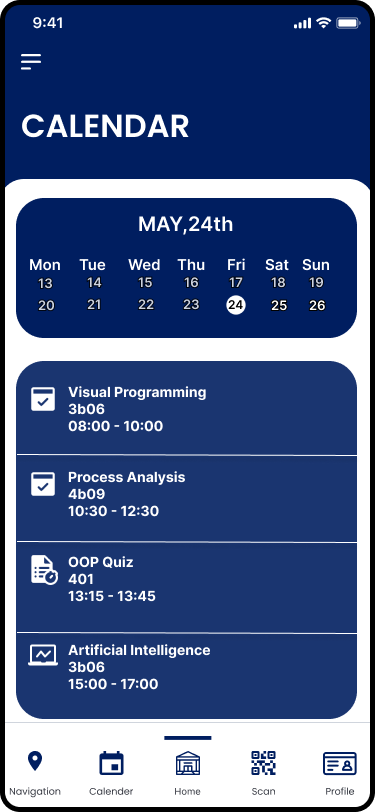 9:41
CALENDAR
MAY,24th
Mon Tue Wed Thu Fri Sat Sun
13 14 15 16 17 18 19
20 21 22 23 24 25 26
Visual Programming
3b06
08:00 - 10:00
Process Analysis
4b09
10:30 - 12:30
OOP Quiz
401
13:15 - 13:45
Artificial Intelligence
3b06
15:00 - 17:00
Navigation Calender Home Scan Profile